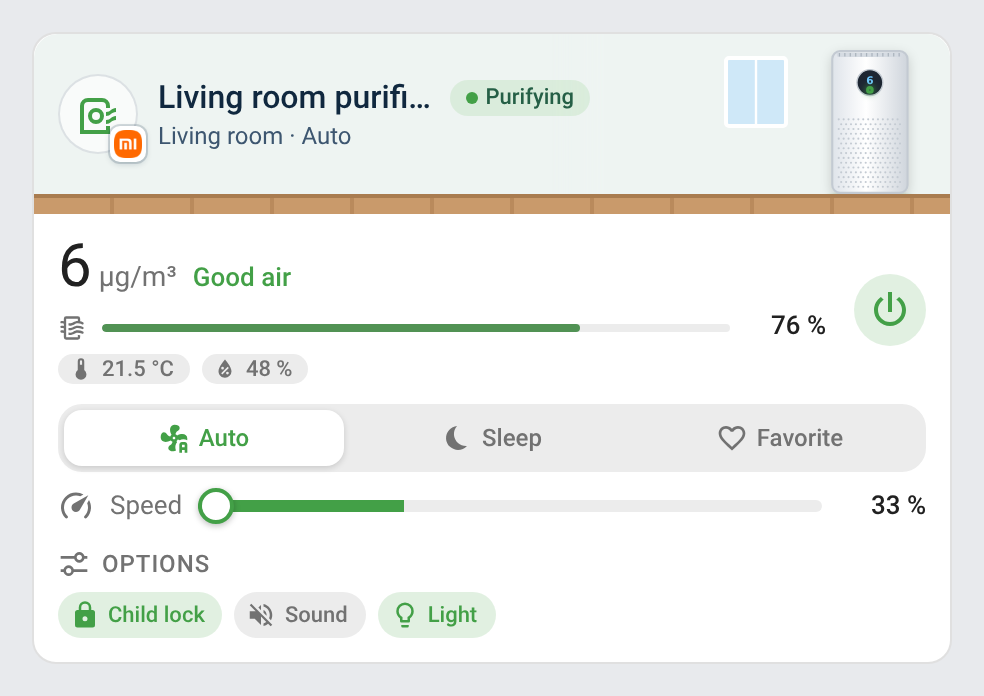 Living room purifi...
Purifying
Living room · Auto
mi
6
6 µg/m³ Good air
76 %
21.5 °C
48 %
Auto
Sleep
Favorite
Speed
33 %
OPTIONS
Child lock
Sound
Light